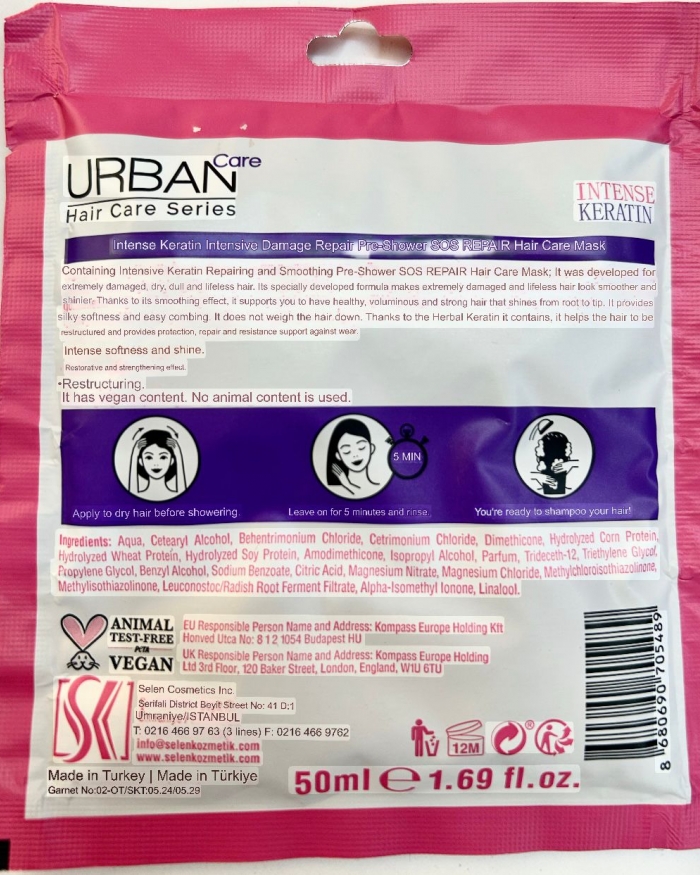 URBAN Care
Hair Care Series
INTENSE
KERATIN
Intense Keratin Intensive Damage Repair Pre-Shower SOS REPAIR Hair Care Mask
Containing Intensive Keratin Repairing and Smoothing Pre-Shower SOS REPAIR Hair Care Mask; It was developed for
extremely damaged, dry, dull and lifeless hair. Its specially developed formula makes extremely damaged and lifeless hair look smoother and
shinier. Thanks to its smoothing effect, it supports you to have healthy, voluminous and strong hair that shines from root to tip. It provides
silky softness and easy combing. It does not weigh the hair down. Thanks to the Herbal Keratin it contains, it helps the hair to be
restructured and provides protection, repair and resistance support against wear.
Intense softness and shine.
Restorative and strengthening effect.
•Restructuring.
It has vegan content. No animal content is used.
5 MIN
Apply to dry hair before showering.
Leave on for 5 minutes and rinse.
You're ready to shampoo your hair!
Ingredients: Aqua, Cetearyl Alcohol, Behentrimonium Chloride, Cetrimonium Chloride, Dimethicone, Hydrolyzed Corn Protein,
Hydrolyzed Wheat Protein, Hydrolyzed Soy Protein, Amodimethicone, Isopropyl Alcohol, Parfum, Trideceth-12, Triethylene Glycol,
Propylene Glycol, Benzyl Alcohol, Sodium Benzoate, Citric Acid, Magnesium Nitrate, Magnesium Chloride, Methylchloroisothiazolinone,
Methylisothiazolinone, Leuconostoc/Radish Root Ferment Filtrate, Alpha-Isomethyl Ionone, Linalool.
ANIMAL
TEST-FREE
PETA
VEGAN
EU Responsible Person Name and Address: Kompass Europe Holding Kft
Honved Utca No: 8 1 2 1054 Budapest HU
UK Responsible Person Name and Address: Kompass Europe Holding
Ltd 3rd Floor, 120 Baker Street, London, England, W1U 6TU
SK
Selen Cosmetics Inc
Şerifali District Beyit Street No: 41 D:1
Ümraniye/ISTANBUL
T: 0216 466 97 63 (3 lines) F: 0216 466 9762
info@selenkozmetik.com
www.selenkozmetik.com
12M
®
8 680690 705489
Made in Turkey | Made in Türkiye
Garnet No:02-OT/SKT:05.24/05.29
50ml e 1.69 fl.oz.